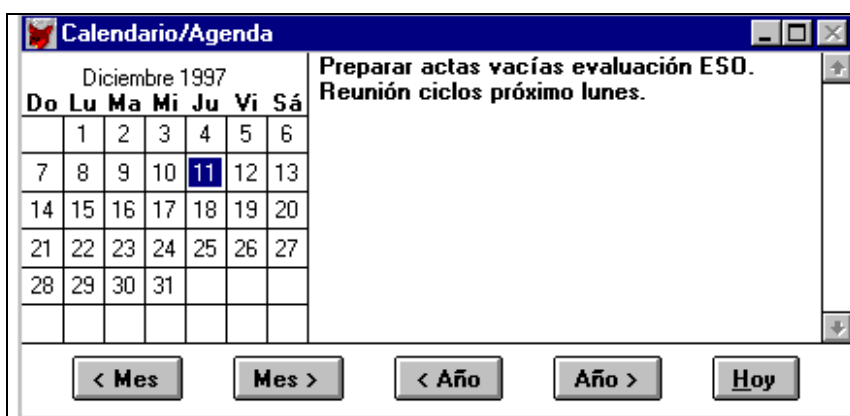 Calendario/Agenda
Diciembre 1997
Do Lu Ma Mi Ju Vi Sá
1 2 3 4 5 6
7 8 9 10 11 12 13
14 15 16 17 18 19 20
21 22 23 24 25 26 27
28 29 30 31
Preparar actas vacías evaluación ESO.
Reunión ciclos próximo lunes.
< Mes Mes > < Año Año > Hoy